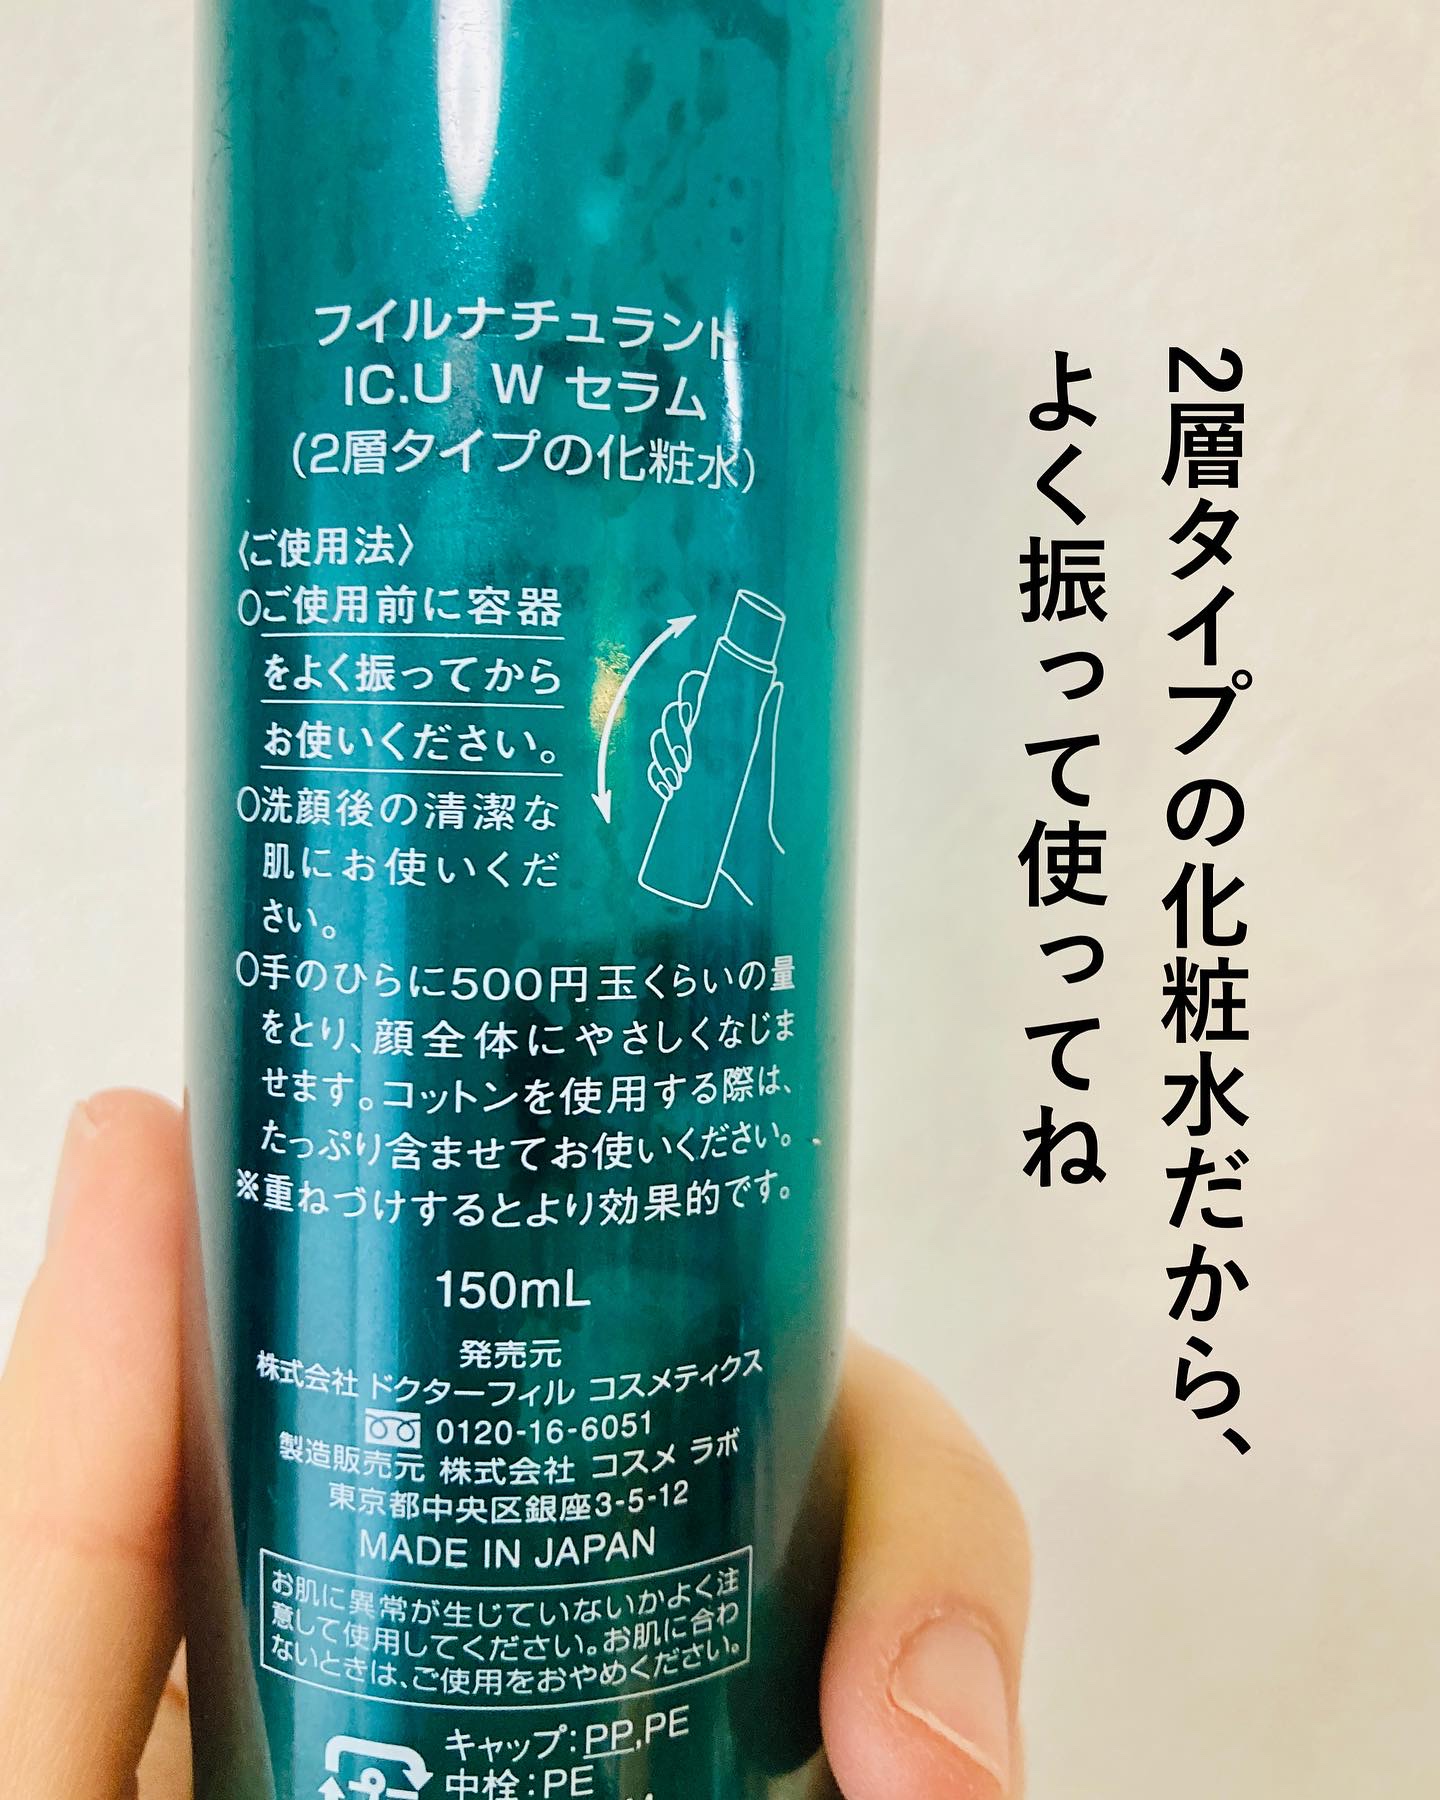 フイルナチュラント
IC.U W セラム
(2層タイプの化粧水)
〈ご使用法〉
○ご使用前に容器
をよく振ってから
お使いください。
○洗顔後の清潔な
肌にお使いくだ
さい。
○手のひらに500円玉くらいの量
をとり、顔全体にやさしくなじま
せます。コットンを使用する際は、
たっぷり含ませてお使いください。
※重ねづけするとより効果的です。
150mL
発売元
株式会社 ドクターフィル コスメティクス
0120-16-6051
製造販売元 株式会社 コスメ ラボ
東京都中央区銀座3-5-12
MADE IN JAPAN
お肌に異常が生じていないかよく注
意して使用してください。お肌に合わ
ないときは、ご使用をおやめください。
キャップ:PP,PE
中栓:PE
2層タイプの化粧水だから、
よく振って使ってね